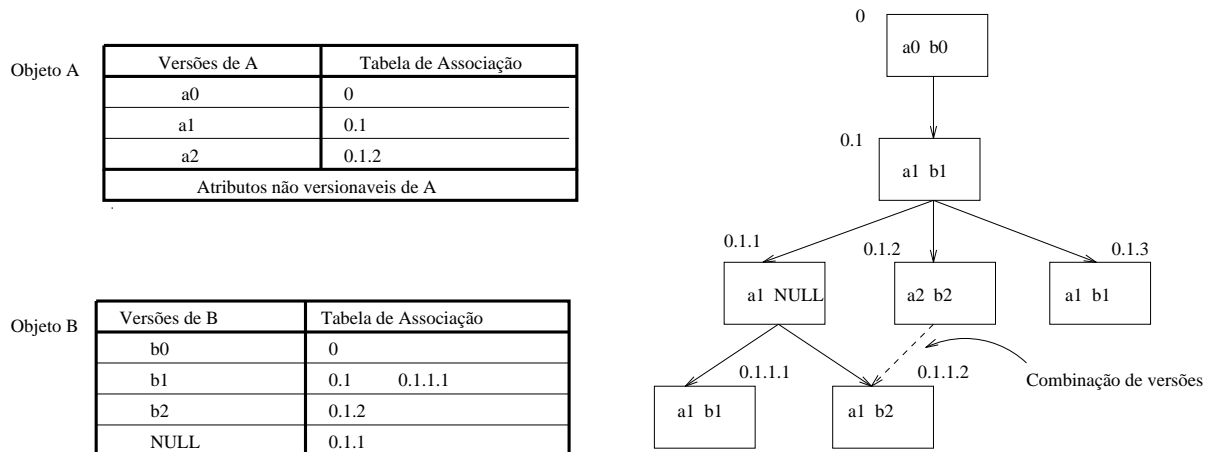 Objeto A
Versões de A Tabela de Associação
a0 0
a1 0.1
a2 0.1.2
Atributos não versionaveis de A
Objeto B
Versões de B Tabela de Associação
b0 0
b1 0.1 0.1.1.1
b2 0.1.2
NULL 0.1.1
0
a0 b0
0.1
a1 b1
0.1.1
0.1.2
0.1.3
a1 NULL
a2 b2
a1 b1
0.1.1.1
0.1.1.2
Combinação de versões
a1 b1
a1 b2